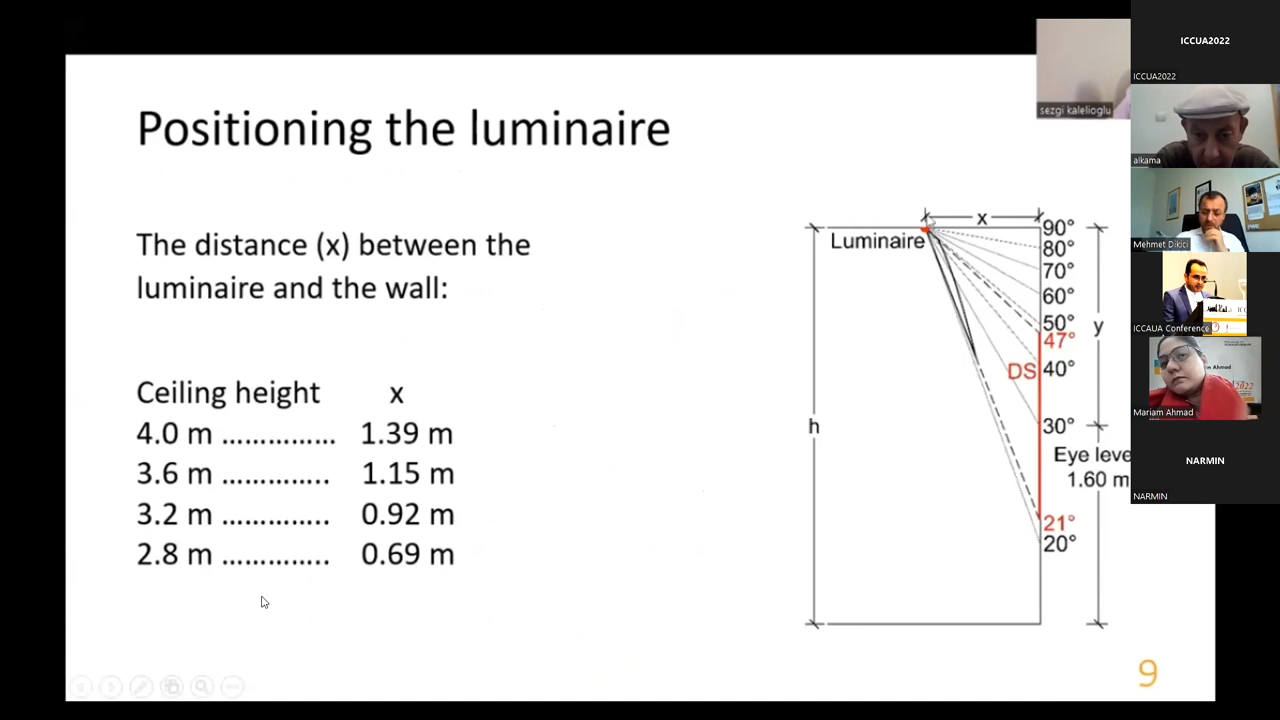 Positioning the luminaire
The distance (x) between the
luminaire and the wall:
Ceiling height x
4.0 m ............... 1.39 m
3.6 m .............. 1.15 m
3.2 m .............. 0.92 m
2.8 m .............. 0.69 m
x
Luminaire
90°
80°
70°
60°
50°
47°
DS 40°
30°
y
h
Eye leve
1.60 m
21°
20°
9
sezgi kalelioglu
ICCUA2022
ICCUA2022
alkama
Mehmet Dikici
ICCAUA Conference
Mariam Ahmad
NARMIN
NARMIN